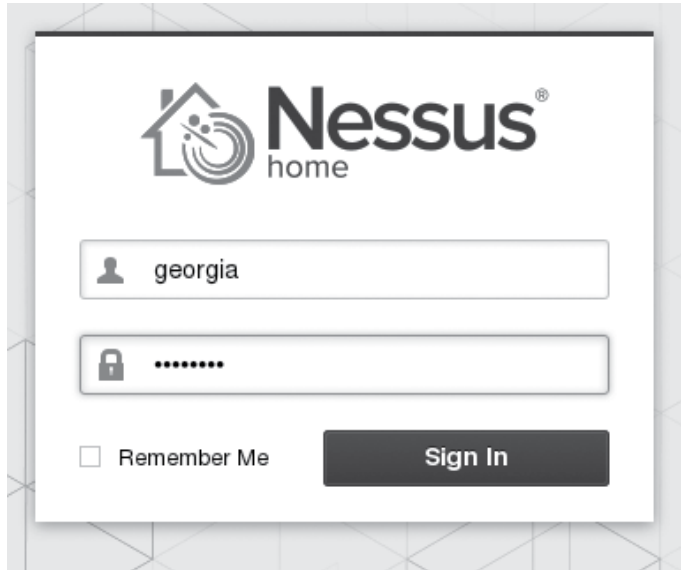 Nessus®
home
georgia
••••••••
Remember Me
Sign In